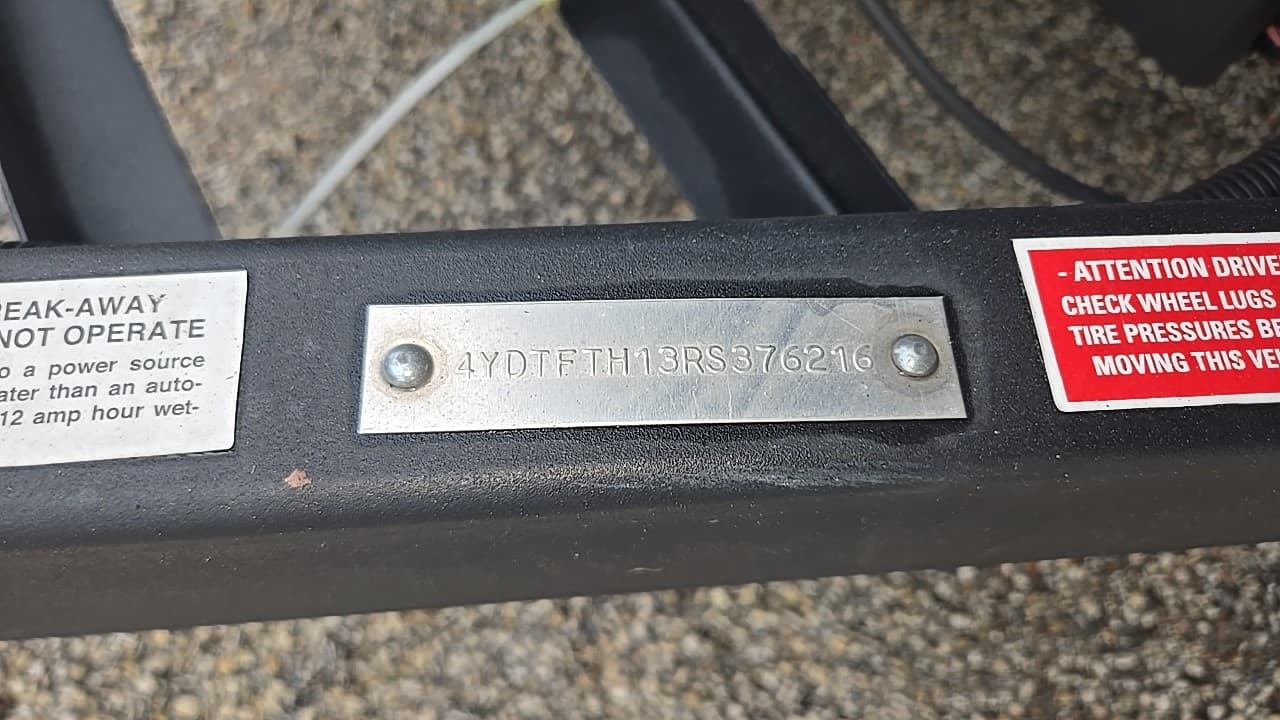 REAK-AWAY
NOT OPERATE
o a power source
ater than an auto-
12 amp hour wet-
4YDTFTH13RS376216
- ATTENTION DRIVE
CHECK WHEEL LUGS
TIRE PRESSURES BE
MOVING THIS VE